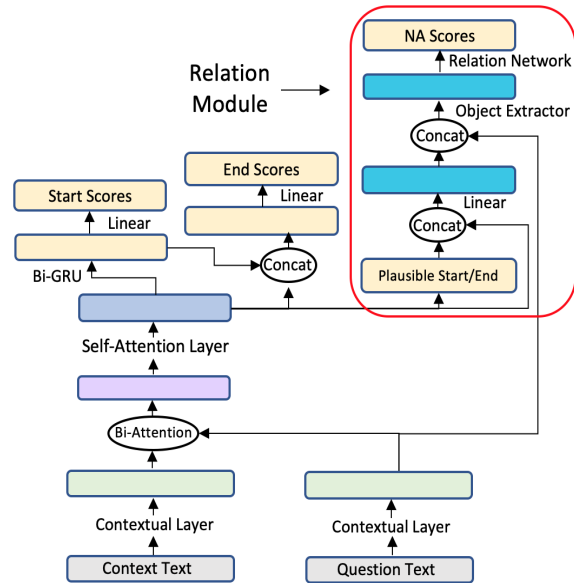 NA Scores
Relation Network
Relation
Module
Object Extractor
Concat
End Scores
Linear
Start Scores
Linear
Linear
Concat
Bi-GRU
Concat
Plausible Start/End
Self-Attention Layer
Bi-Attention
Contextual Layer
Contextual Layer
Context Text
Question Text